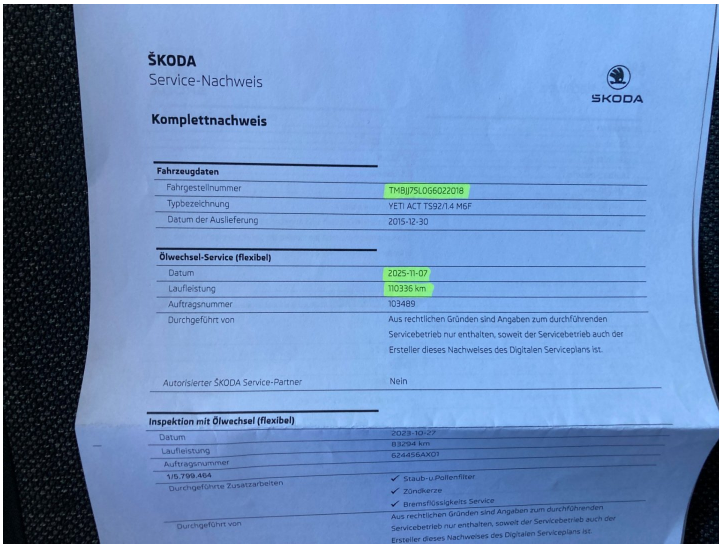 ŠKODA
Service-Nachweis
ŠKODA
Komplettnachweis
Fahrzeugdaten
Fahrgestellnummer TMBJJ75L0G6022018
Typbezeichnung YETI ACT TS92/1.4 M6F
Datum der Auslieferung 2015-12-30
Ölwechsel-Service (flexibel)
Datum 2025-11-07
Laufleistung 110336 km
Auftragsnummer 103489
Durchgeführt von Aus rechtlichen Gründen sind Angaben zum durchführenden
Servicebetrieb nur enthalten, soweit der Servicebetrieb auch der
Ersteller dieses Nachweises des Digitalen Serviceplans ist.
Autorisierter ŠKODA Service-Partner Nein
Inspektion mit Ölwechsel (flexibel)
Datum 2023-10-27
Laufleistung 83294 km
Auftragsnummer 624456AX01
1/5.799.464
Durchgeführte Zusatzarbeiten ✓ Staub-u.Pollenfilter
✓ Zündkerze
✓ Bremsflüssigkeits Service
Durchgeführt von Aus rechtlichen Gründen sind Angaben zum durchführenden
Servicebetrieb nur enthalten, soweit der Servicebetrieb auch der
Ersteller dieses Nachweises des Digitalen Serviceplans ist.